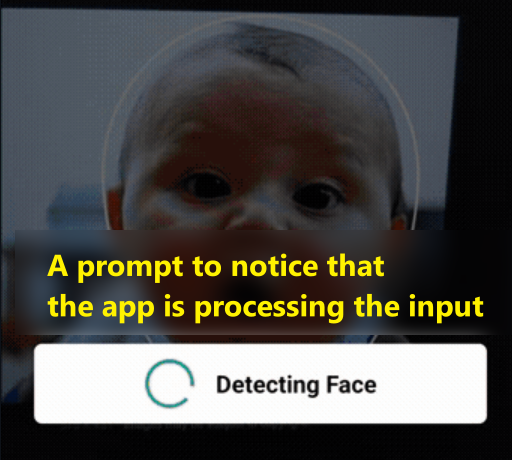 A prompt to notice that
the app is processing the input
Detecting Face